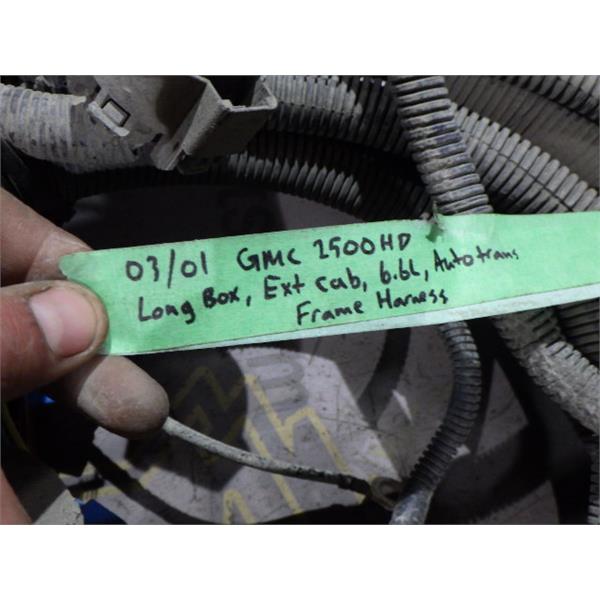 03/01 GMC 2500HD
Long Box, Ext cab, 6.6L, Auto trans
Frame Harness